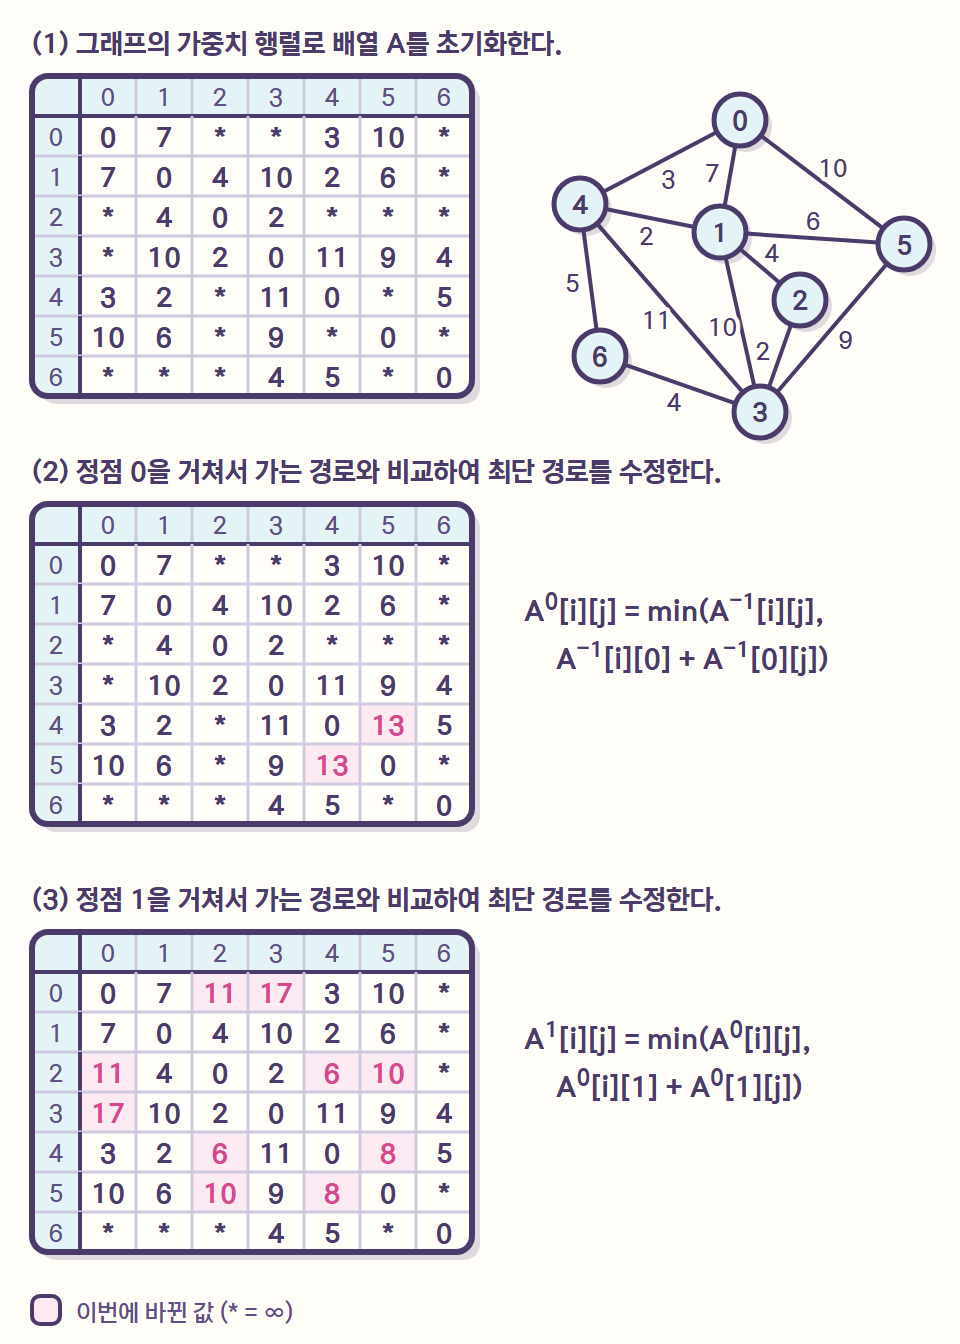 (1) 그래프의 가중치 행렬로 배열 A를 초기화한다.
0 1 2 3 4 5 6
0 0 7 * * 3 10 *
1 7 0 4 10 2 6 *
2 * 4 0 2 * * *
3 * 10 2 0 11 9 4
4 3 2 * 11 0 * 5
5 10 6 * 9 * 0 *
6 * * * 4 5 * 0
0
3 7 10
4 1 5
2 6 4
5 2
11 10 2 9
6
4 3
(2) 정점 0을 거쳐서 가는 경로와 비교하여 최단 경로를 수정한다.
0 1 2 3 4 5 6
0 0 7 * * 3 10 *
1 7 0 4 10 2 6 *
2 * 4 0 2 * * *
3 * 10 2 0 11 9 4
4 3 2 * 11 0 13 5
5 10 6 * 9 13 0 *
6 * * * 4 5 * 0
A⁰[i][j] = min(A⁻¹[i][j],
A⁻¹[i][0] + A⁻¹[0][j])
(3) 정점 1을 거쳐서 가는 경로와 비교하여 최단 경로를 수정한다.
0 1 2 3 4 5 6
0 0 7 11 17 3 10 *
1 7 0 4 10 2 6 *
2 11 4 0 2 6 10 *
3 17 10 2 0 11 9 4
4 3 2 6 11 0 8 5
5 10 6 10 9 8 0 *
6 * * * 4 5 * 0
A¹[i][j] = min(A⁰[i][j],
A⁰[i][1] + A⁰[1][j])
이번에 바뀐 값 (* = ∞)